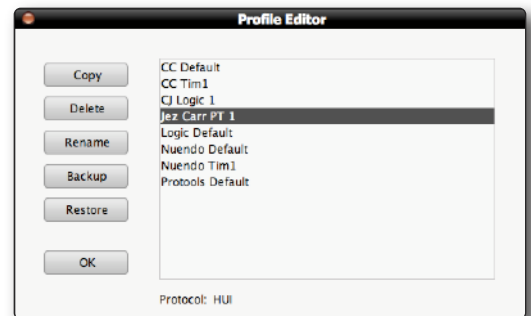 Profile Editor
Copy
Delete
Rename
Backup
Restore
OK
CC Default
CC Tim1
CJ Logic 1
Jez Carr PT 1
Logic Default
Nuendo Default
Nuendo Tim1
Protools Default
Protocol: HUI